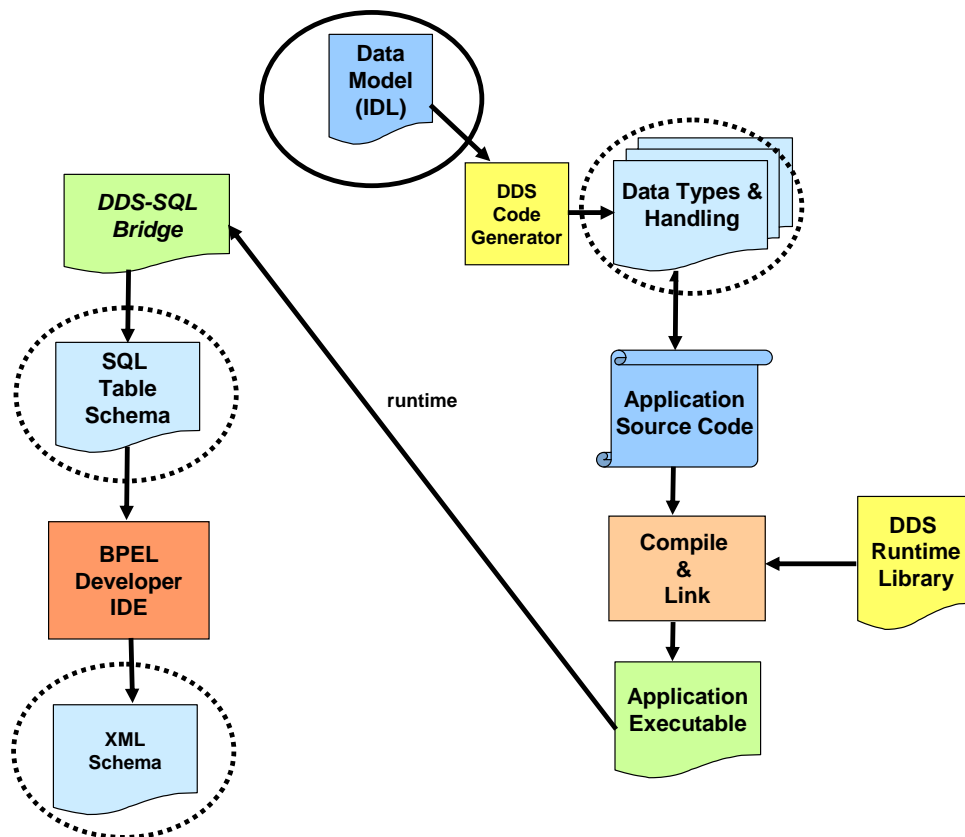 Data
Model
(IDL)
DDS
Code
Generator
Data Types &
Handling
DDS-SQL
Bridge
SQL
Table
Schema
runtime
Application
Source Code
BPEL
Developer
IDE
Compile
&
Link
DDS
Runtime
Library
Application
Executable
XML
Schema